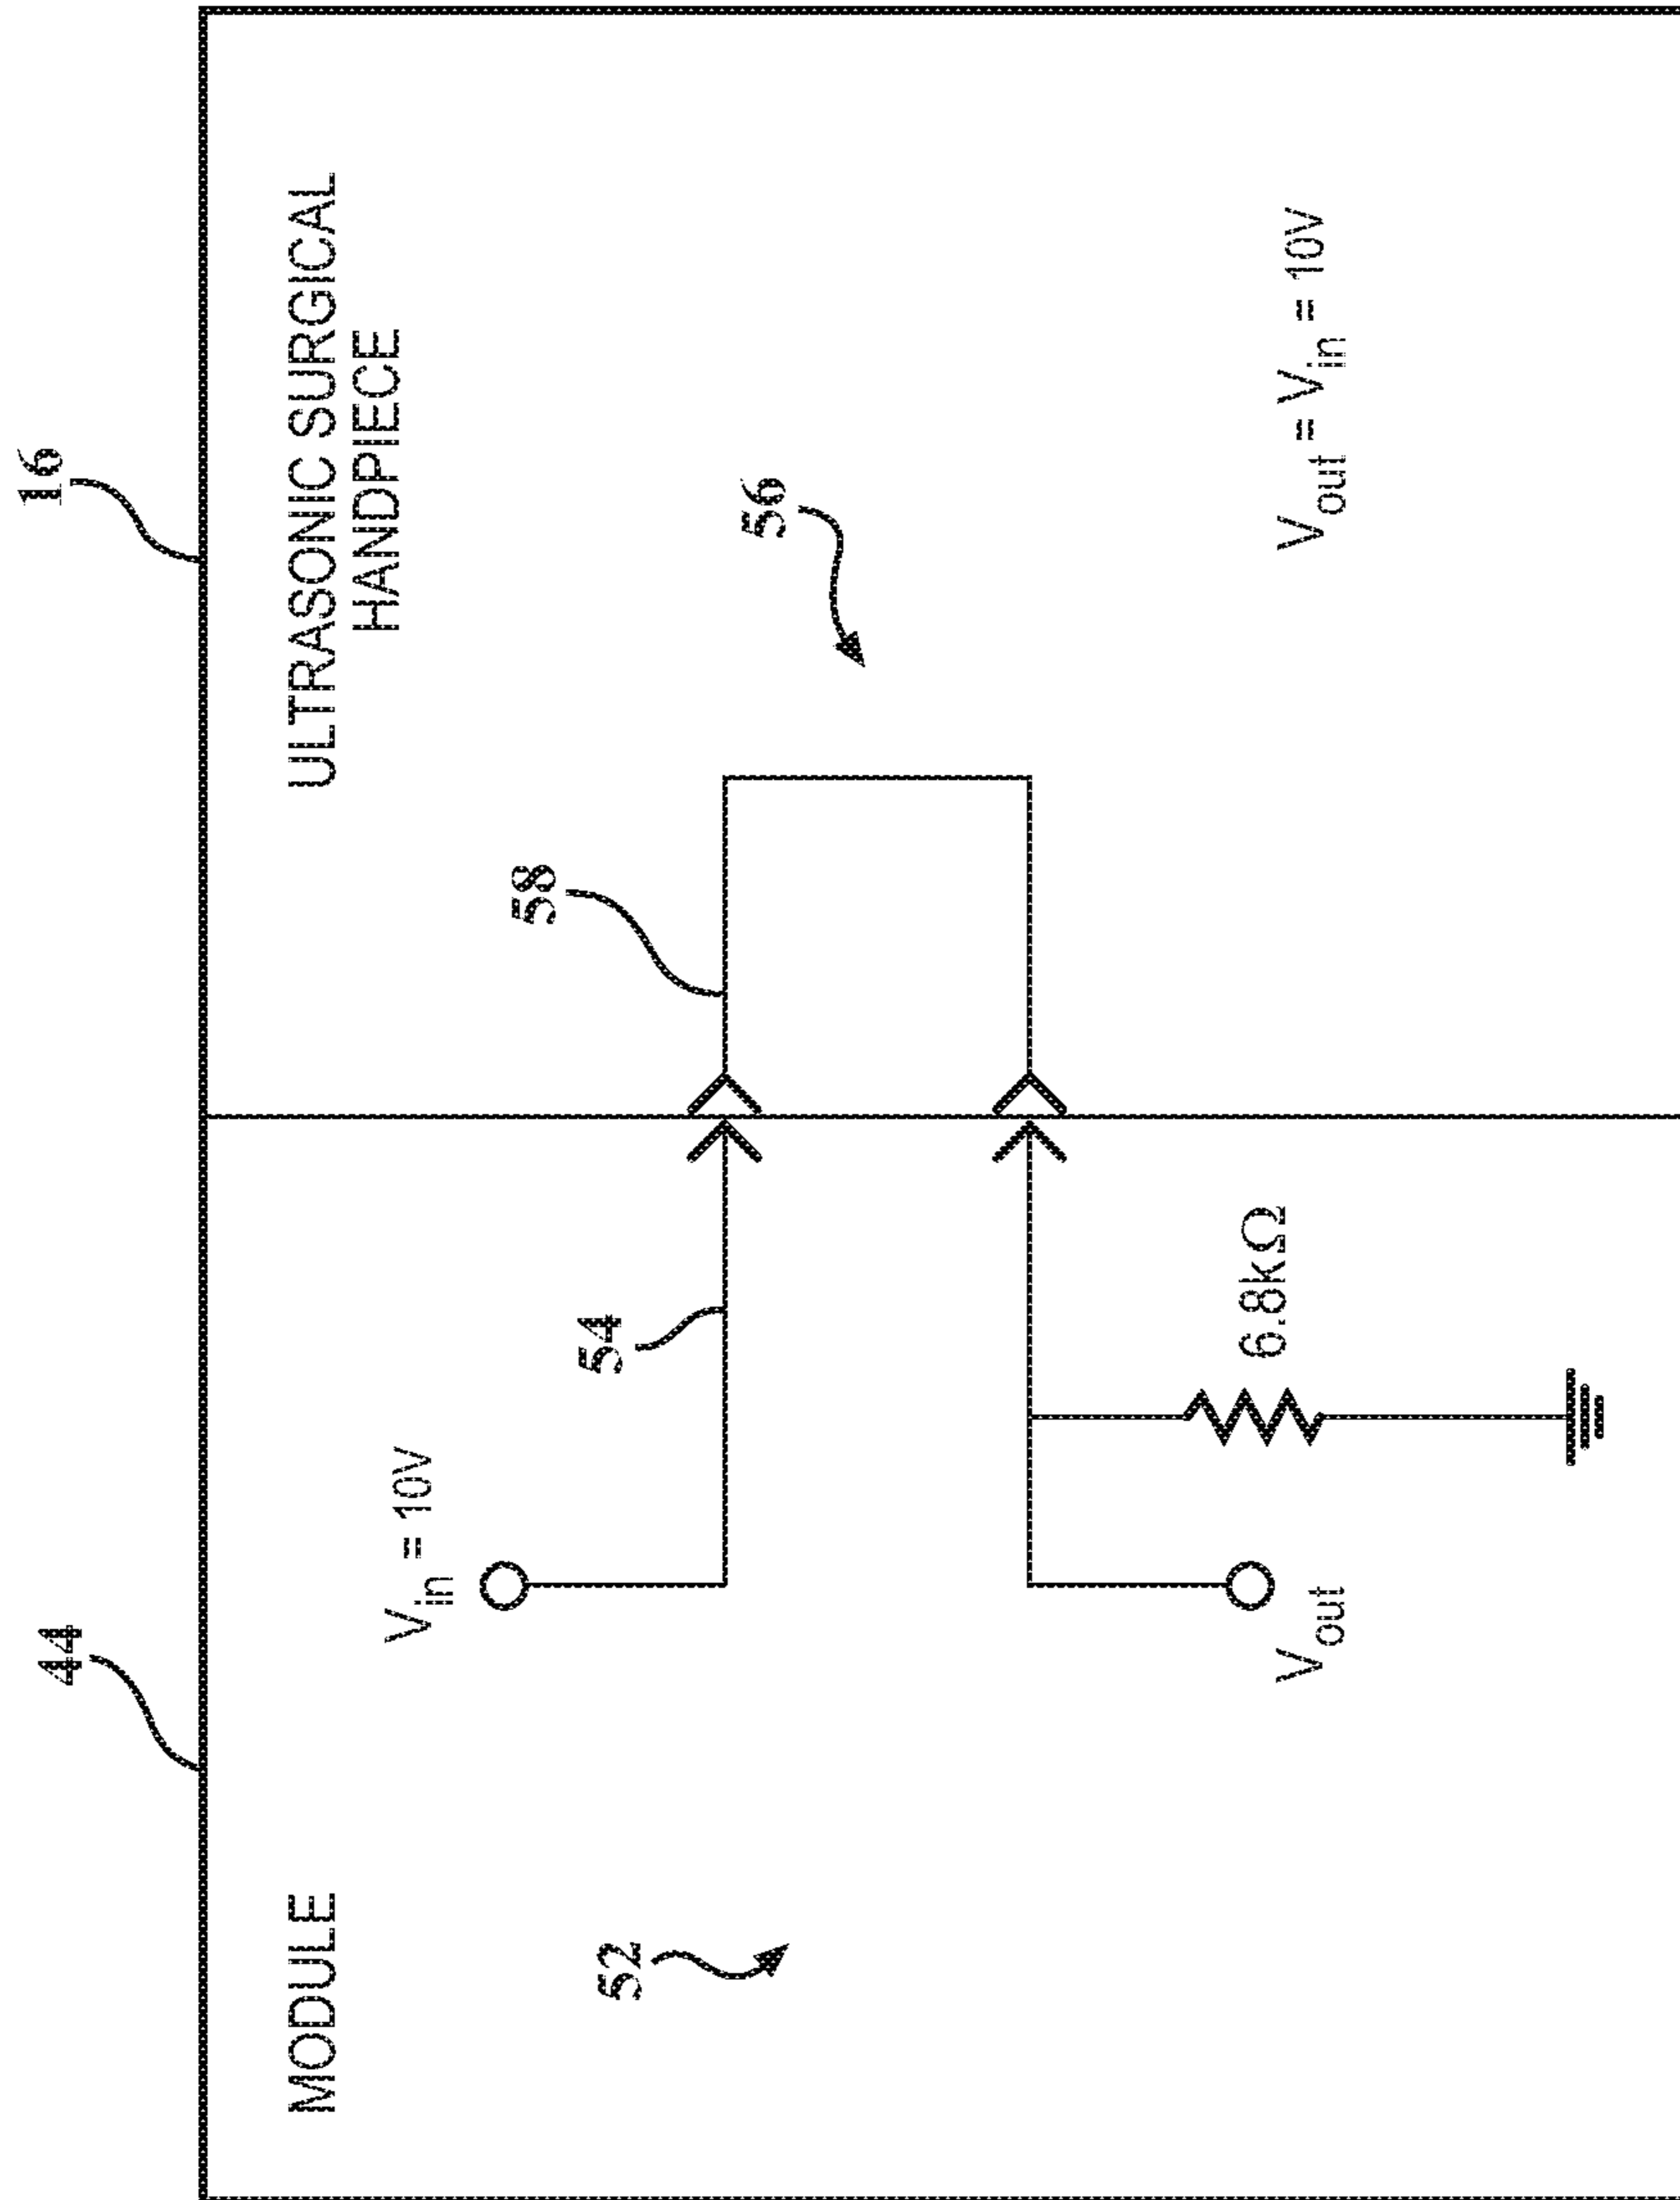 44
16
MODULE
ULTRASONIC SURGICAL
HANDPIECE
Vin = 10V
52
54
58
56
Vout
6.8kΩ
Vout = Vin = 10V